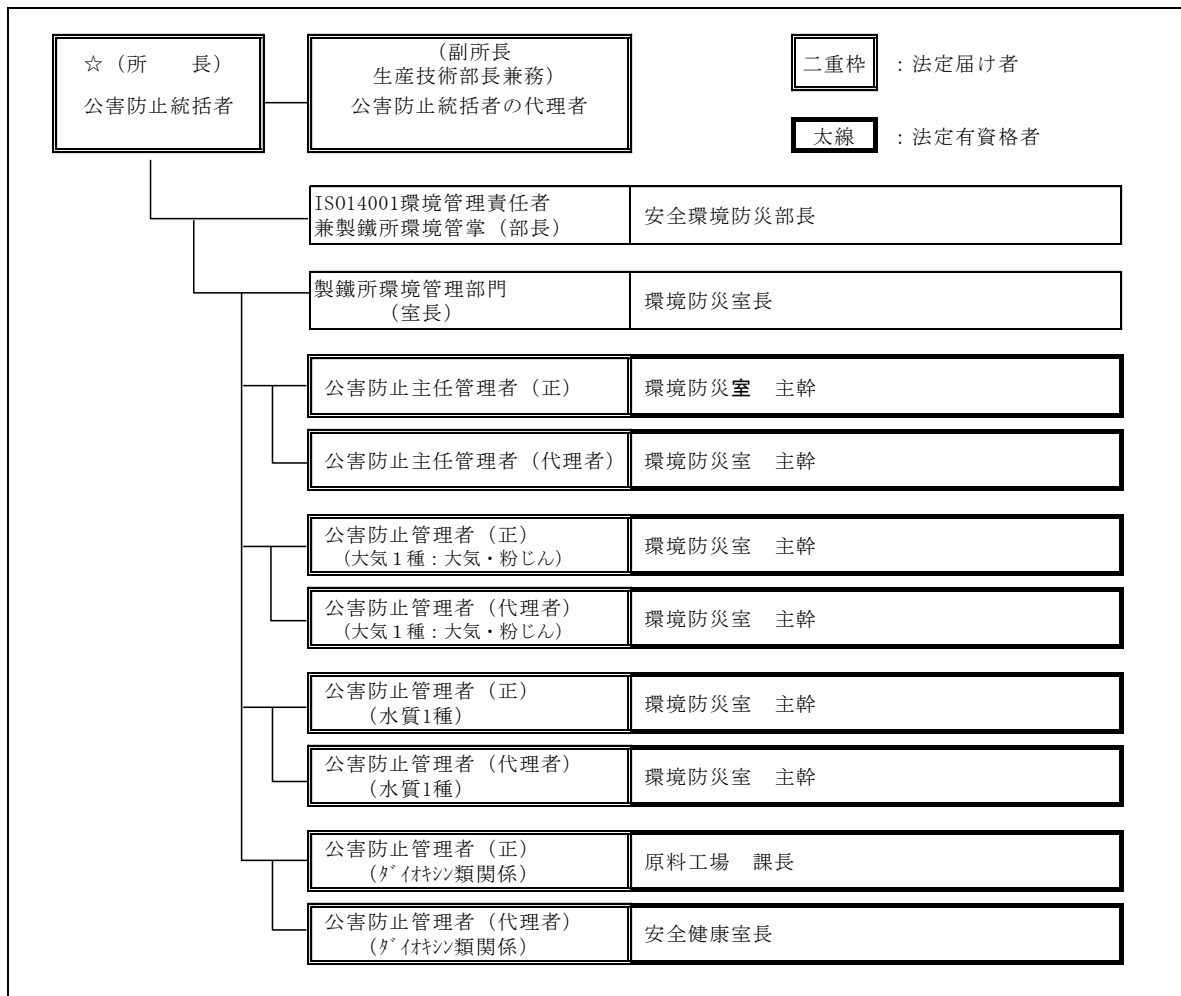 ☆（所　　長）
公害防止統括者
（副所長
生産技術部長兼務）
公害防止統括者の代理者
二重枠 ：法定届け者
太線 ：法定有資格者
ISO14001環境管理責任者
兼製鐵所環境管掌（部長）
安全環境防災部長
製鐵所環境管理部門
（室長）
環境防災室長
公害防止主任管理者（正）
環境防災室　主幹
公害防止主任管理者（代理者）
環境防災室　主幹
公害防止管理者（正）
（大気１種：大気・粉じん）
環境防災室　主幹
公害防止管理者（代理者）
（大気１種：大気・粉じん）
環境防災室　主幹
公害防止管理者（正）
（水質1種）
環境防災室　主幹
公害防止管理者（代理者）
（水質1種）
環境防災室　主幹
公害防止管理者（正）
（ﾀﾞｲｵｷｼﾝ類関係）
原料工場　課長
公害防止管理者（代理者）
（ﾀﾞｲｵｷｼﾝ類関係）
安全健康室長